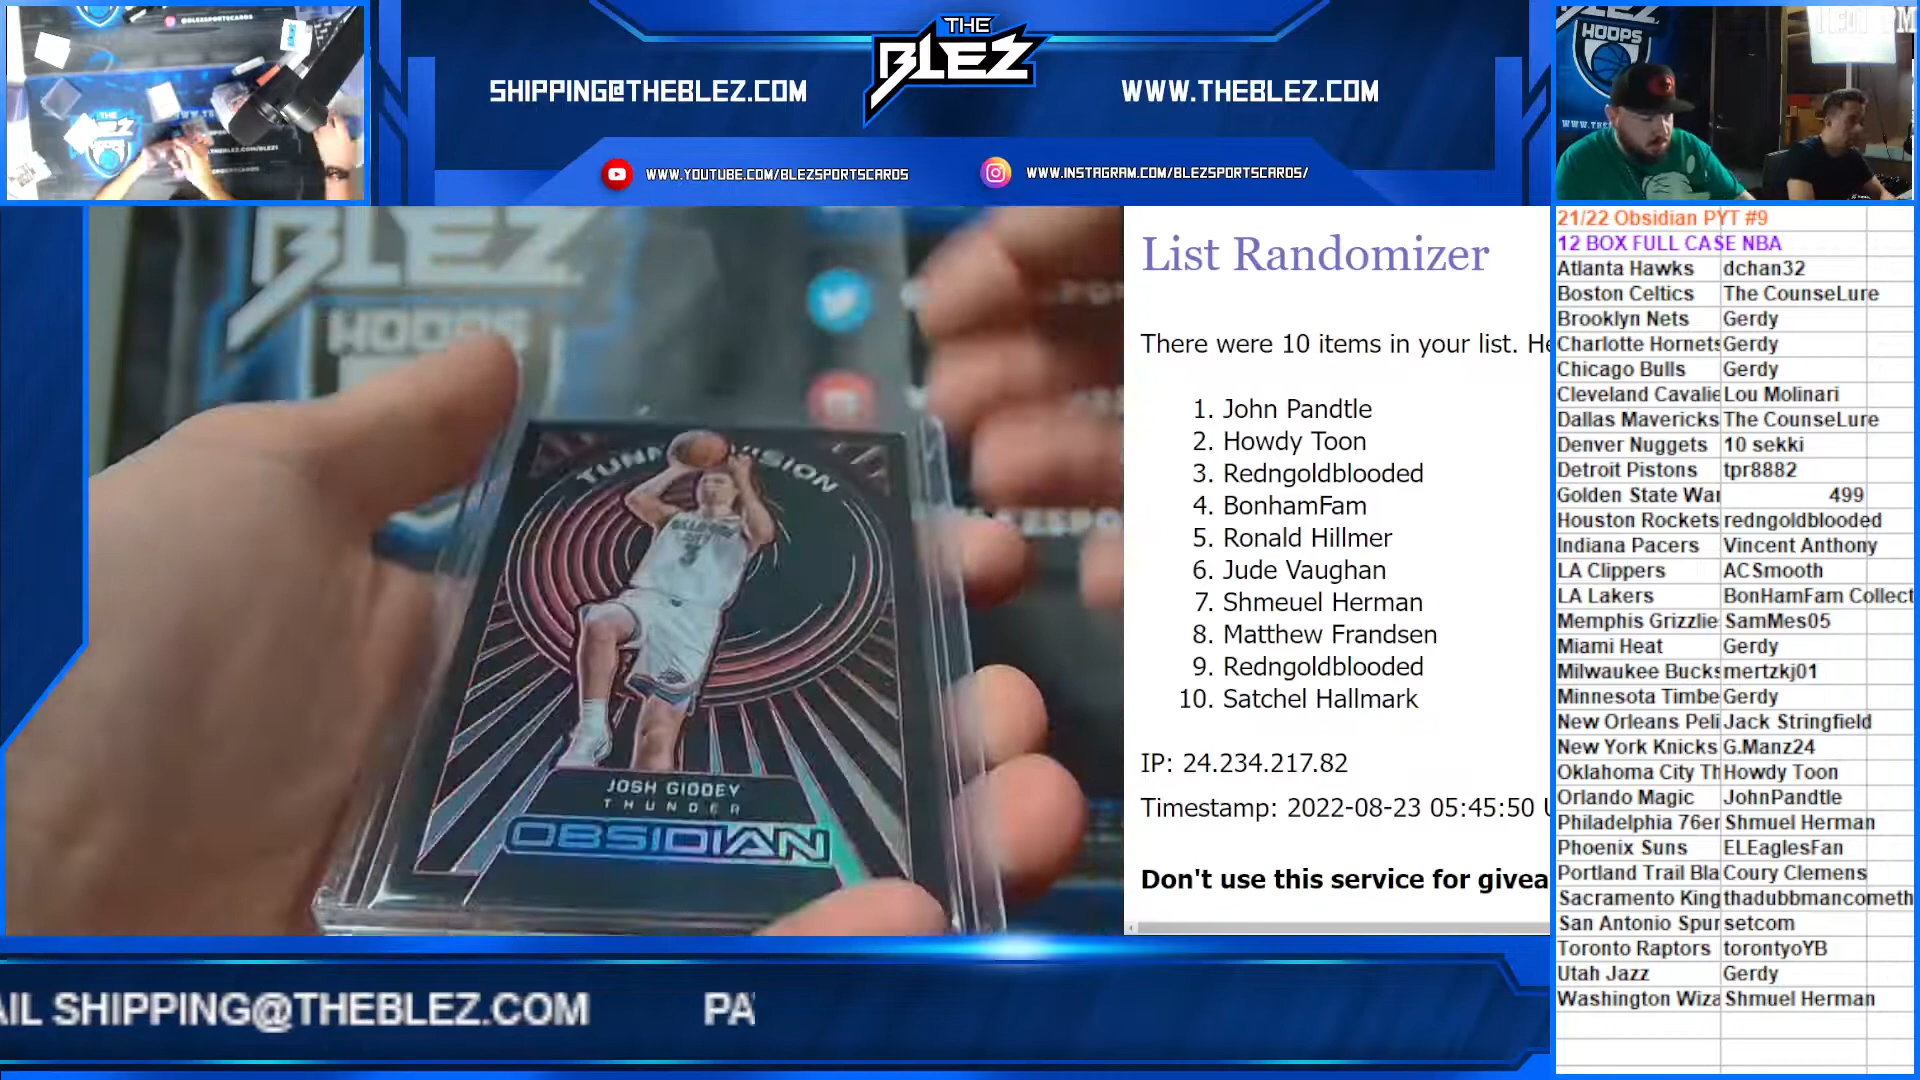 @BLEZSPORTSCARDS
SHIPPING@THEBLEZ.COM
THE
BLEZ
WWW.THEBLEZ.COM
WWW.YOUTUBE.COM/BLEZSPORTSCARDS
WWW.INSTAGRAM.COM/BLEZSPORTSCARDS/
HOOPS
BLEZ
HOOPS
JOSH GIDDEY
THUNDER
OBSIDIAN
List Randomizer
There were 10 items in your list. He
1. John Pandtle
2. Howdy Toon
3. Redngoldblooded
4. BonhamFam
5. Ronald Hillmer
6. Jude Vaughan
7. Shmeuel Herman
8. Matthew Frandsen
9. Redngoldblooded
10. Satchel Hallmark
IP: 24.234.217.82
Timestamp: 2022-08-23 05:45:50 U
Don't use this service for givea
21/22 Obsidian PYT #9
12 BOX FULL CASE NBA
Atlanta Hawks dchan32
Boston Celtics The CounseLure
Brooklyn Nets Gerdy
Charlotte Hornets Gerdy
Chicago Bulls Gerdy
Cleveland Cavalie Lou Molinari
Dallas Mavericks The CounseLure
Denver Nuggets 10 sekki
Detroit Pistons tpr8882
Golden State War 499
Houston Rockets redngoldblooded
Indiana Pacers Vincent Anthony
LA Clippers ACSmooth
LA Lakers BonHamFam Collect
Memphis Grizzlie SamMes05
Miami Heat Gerdy
Milwaukee Bucks mertzkj01
Minnesota Timbe Gerdy
New Orleans Peli Jack Stringfield
New York Knicks G.Manz24
Oklahoma City Th Howdy Toon
Orlando Magic JohnPandtle
Philadelphia 76er Shmuel Herman
Phoenix Suns ELEaglesFan
Portland Trail Bla Coury Clemens
Sacramento King thadubbmancometh
San Antonio Spur setcom
Toronto Raptors torontyoYB
Utah Jazz Gerdy
Washington Wiza Shmuel Herman
AIL SHIPPING@THEBLEZ.COM PA